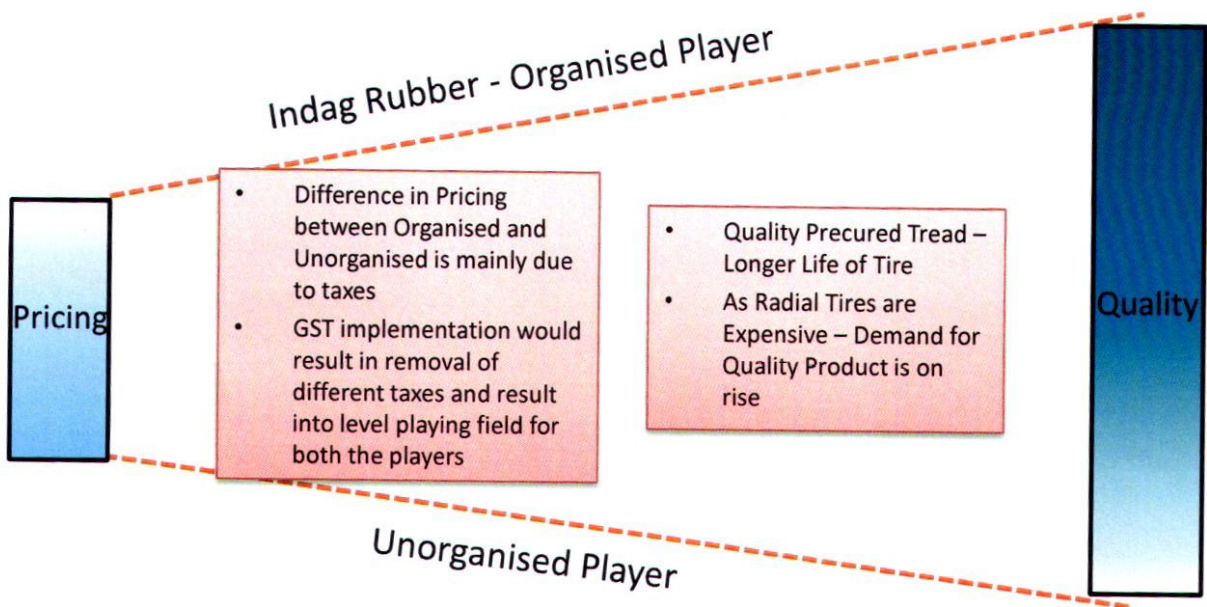 Indag Rubber - Organised Player
Pricing
• Difference in Pricing
between Organised and
Unorganised is mainly due
to taxes
• GST implementation would
result in removal of
different taxes and result
into level playing field for
both the players
• Quality Precured Tread –
Longer Life of Tire
• As Radial Tires are
Expensive – Demand for
Quality Product is on
rise
Quality
Unorganised Player